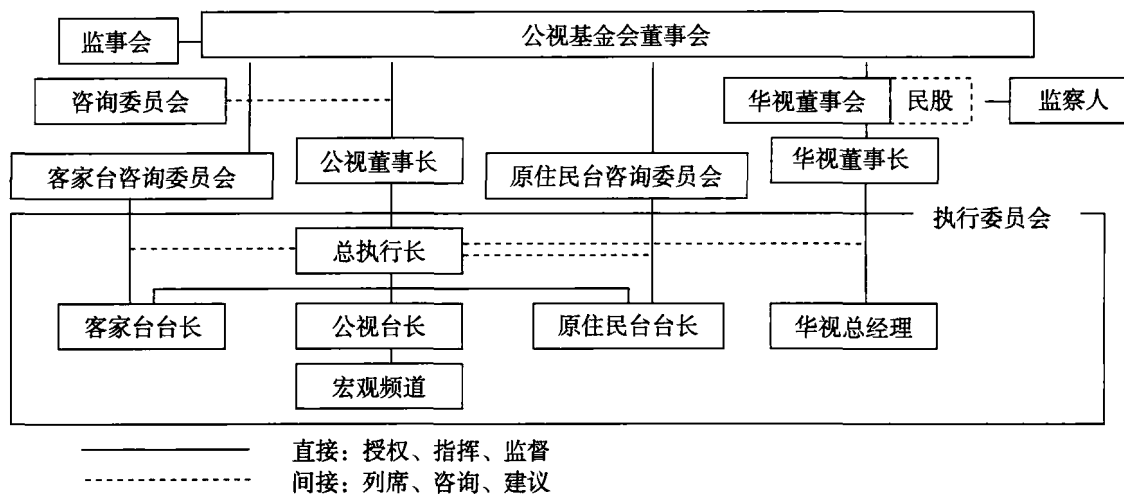 公视基金会董事会
监事会
咨询委员会
华视董事会
民股
监察人
客家台咨询委员会
公视董事长
原住民台咨询委员会
华视董事长
执行委员会
总执行长
客家台台长
公视台长
原住民台台长
华视总经理
宏观频道
直接：授权、指挥、监督
间接：列席、咨询、建议